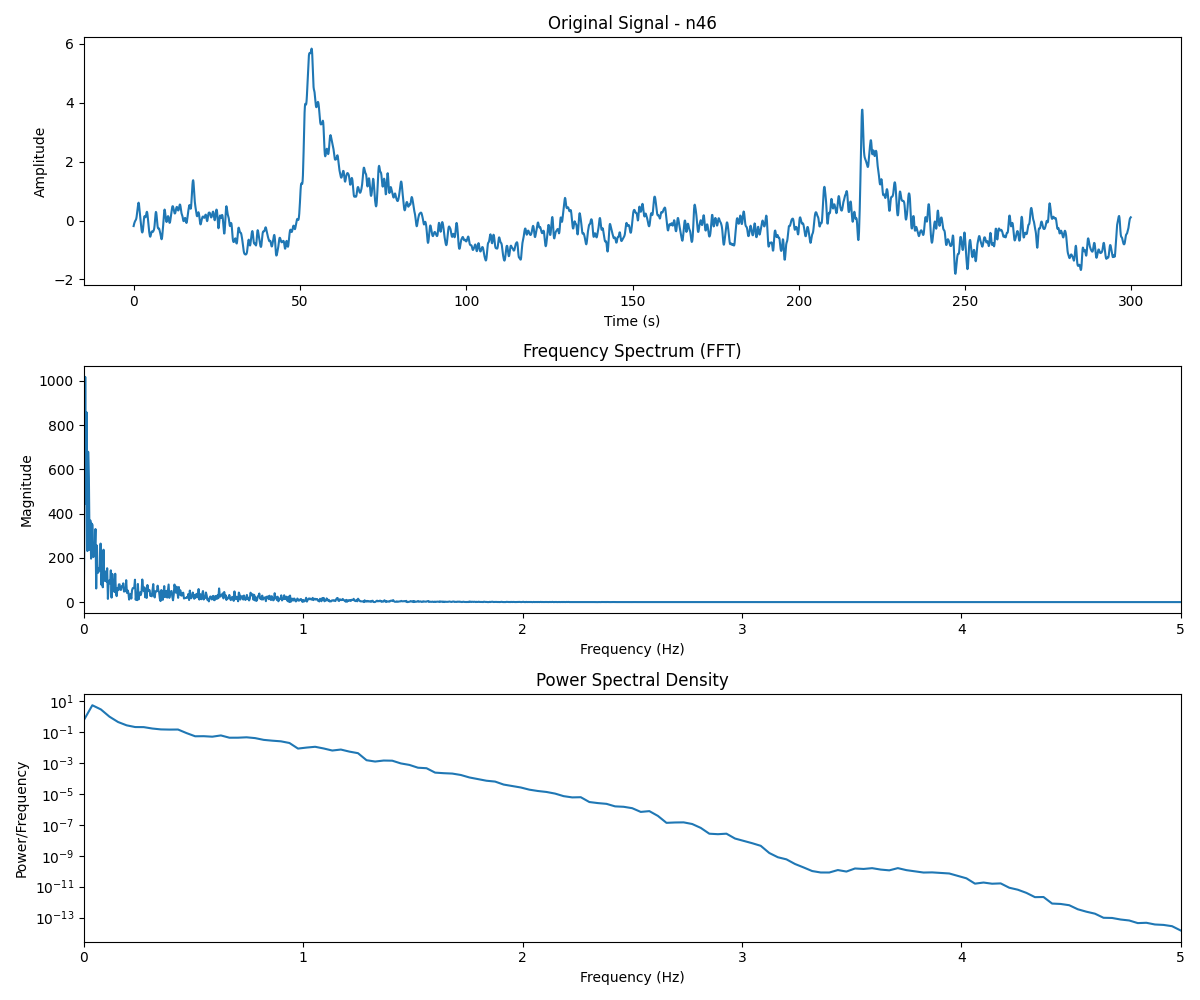 Original Signal - n46
6
4
2
0
−2
Amplitude
0 50 100 150 200 250 300
Time (s)
Frequency Spectrum (FFT)
1000
800
600
400
200
0
Magnitude
0 1 2 3 4 5
Frequency (Hz)
Power Spectral Density
10¹
10⁻¹
10⁻³
10⁻⁵
10⁻⁷
10⁻⁹
10⁻¹¹
10⁻¹³
Power/Frequency
0 1 2 3 4 5
Frequency (Hz)